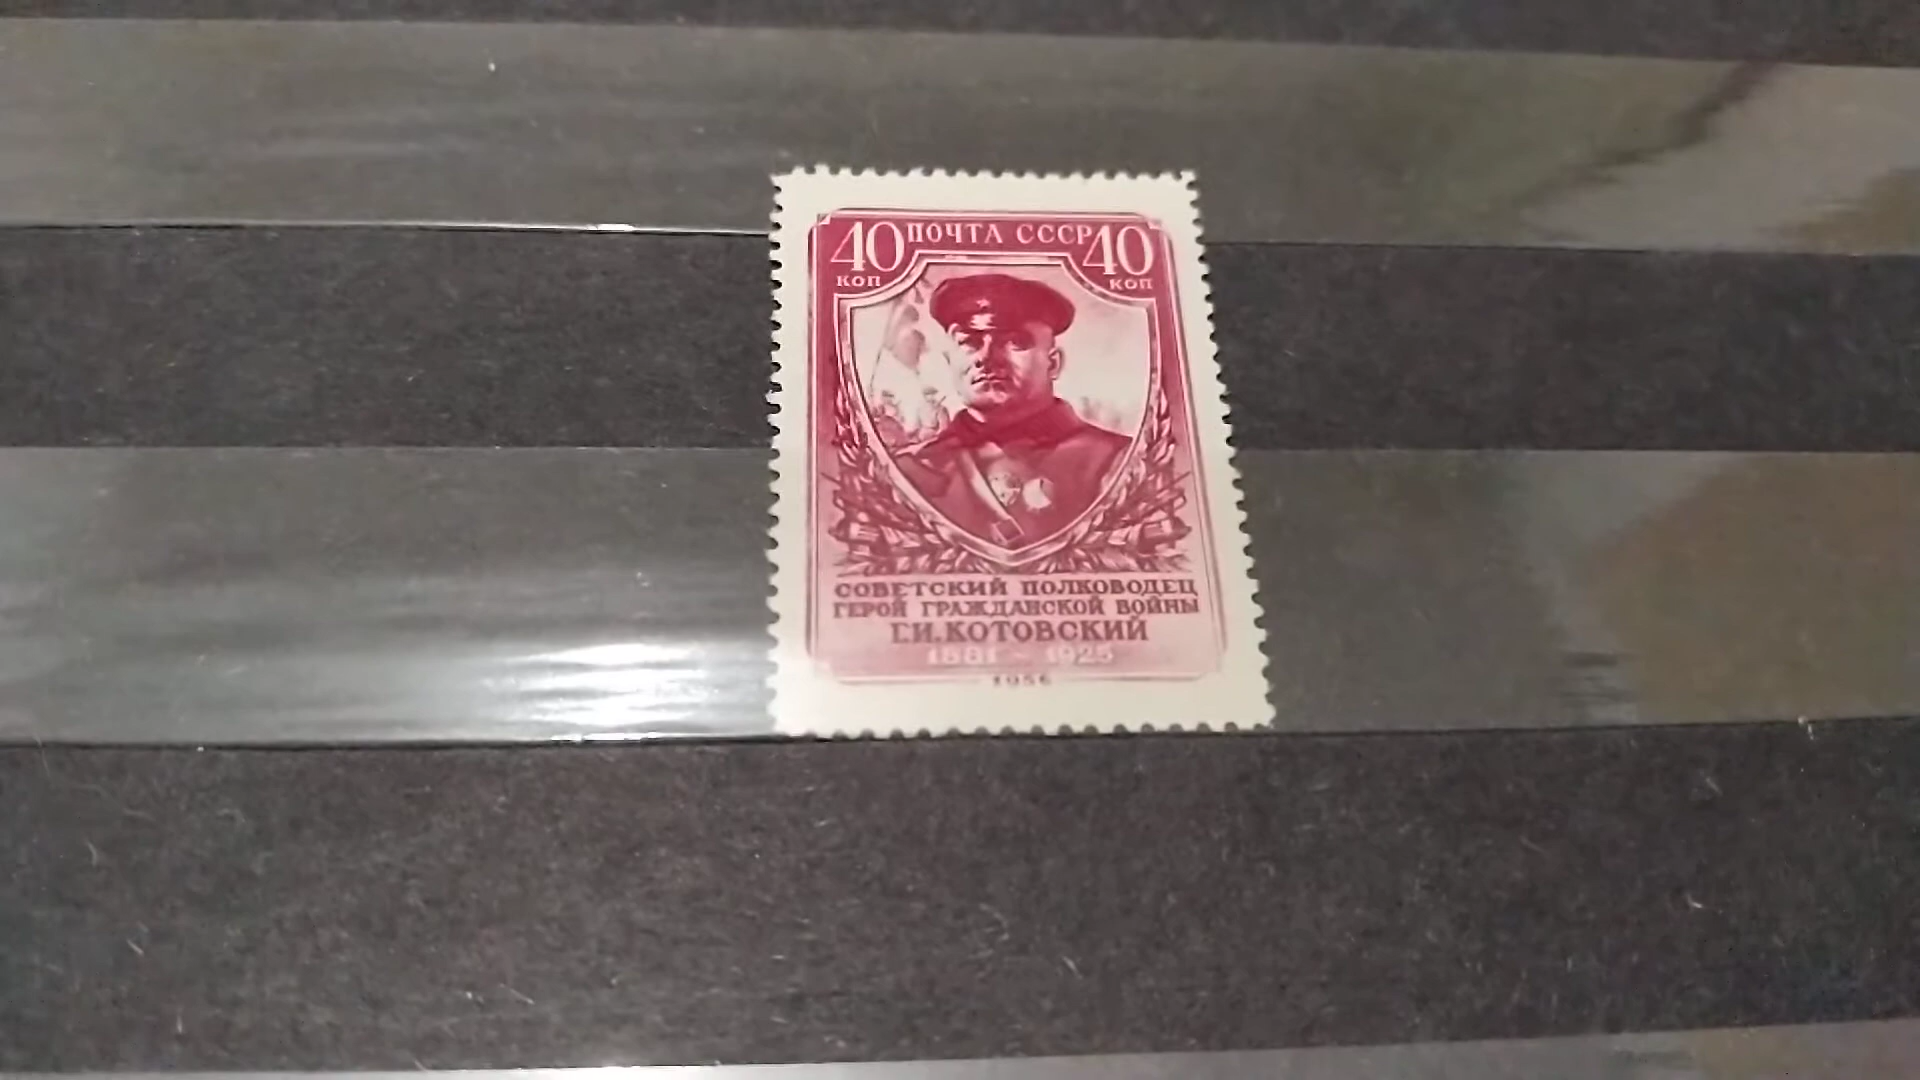 40 ПОЧТА СССР 40
КОП КОП
СОВЕТСКИЙ ПОЛКОВОДЕЦ
ГЕРОЙ ГРАЖДАНСКОЙ ВОЙНЫ
Г.И.КОТОВСКИЙ
1881 - 1925
1956